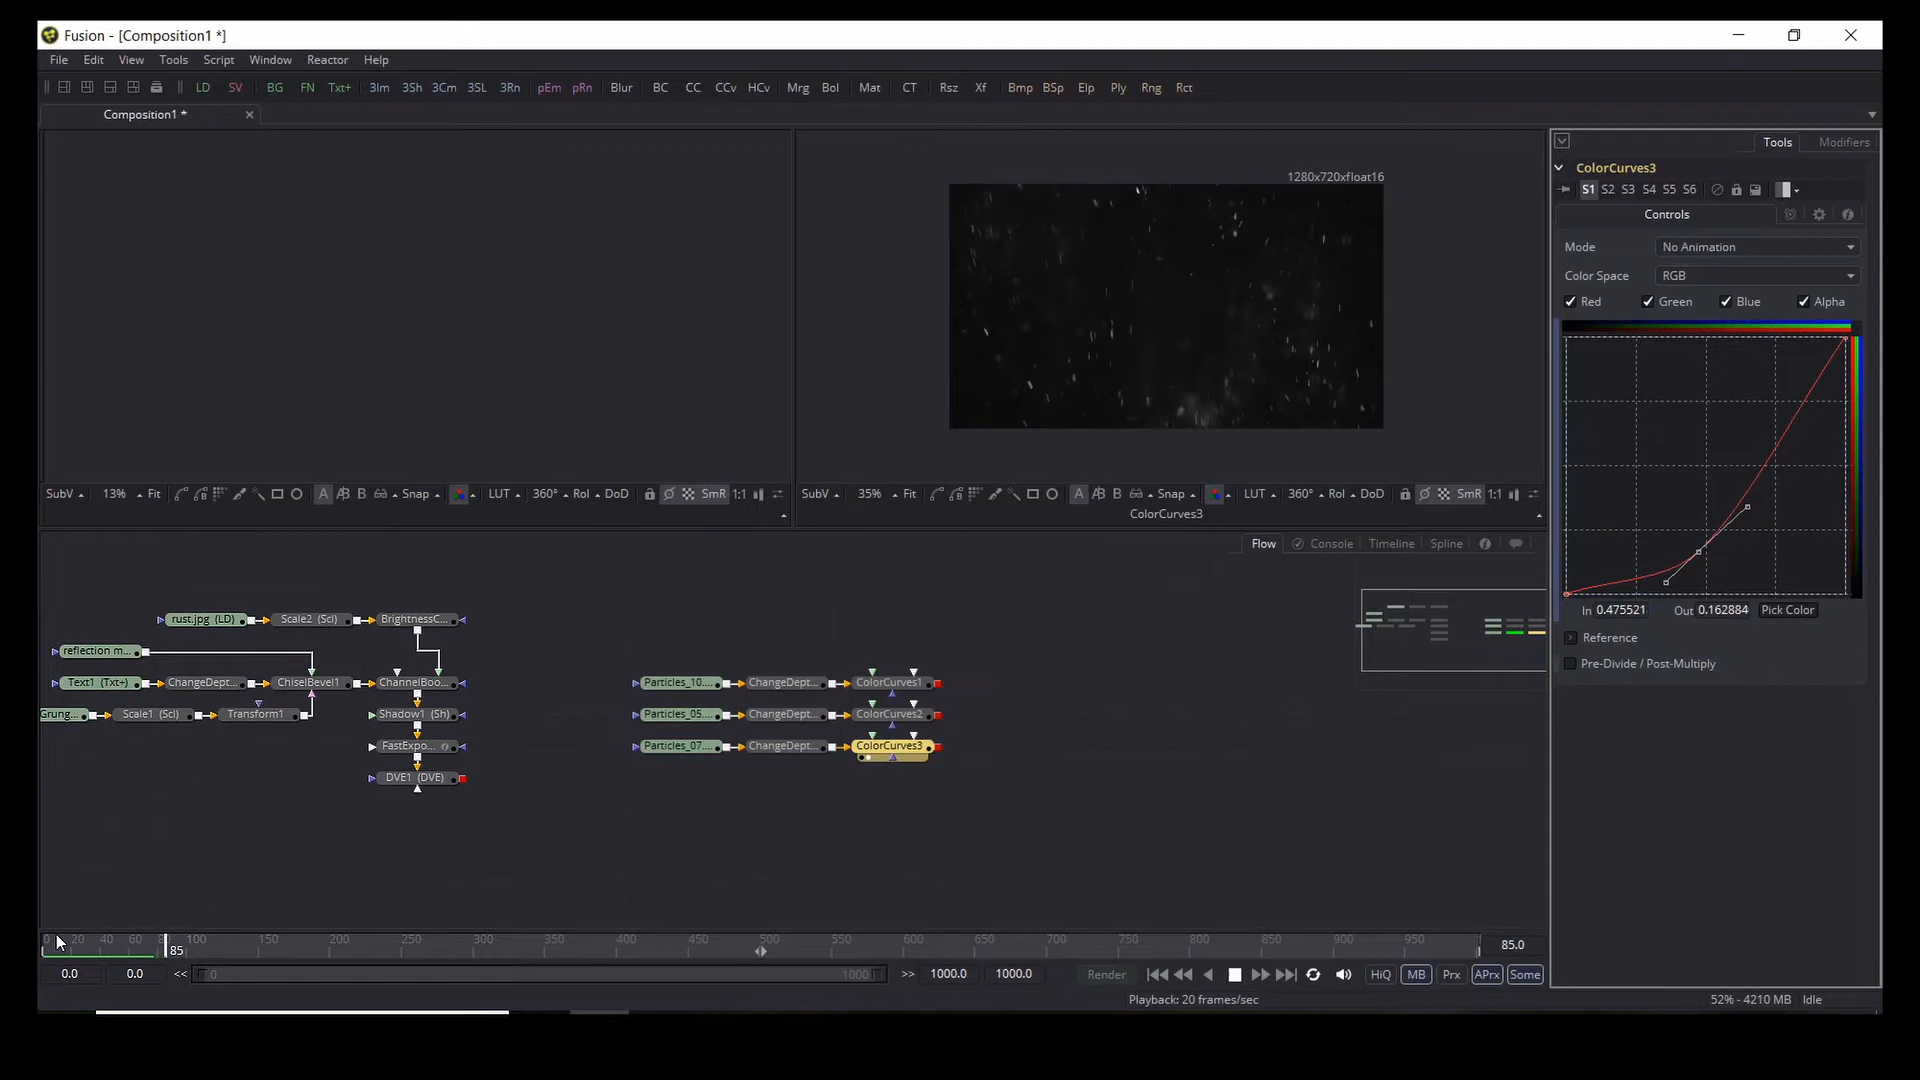 Fusion - [Composition1 *]
File Edit View Tools Script Window Reactor Help
LD SV BG FN Txt+ 3Im 3Sh 3Cm 3SL 3Rn pEm pRn Blur BC CC CCv HCv Mrg Bol Mat CT Rsz Xf Bmp BSp Elp Ply Rng Rct
Composition1 *
Tools Modifiers
ColorCurves3
S1 S2 S3 S4 S5 S6
Controls
Mode No Animation
Color Space RGB
Red Green Blue Alpha
In 0.475521 Out 0.162884 Pick Color
Reference
Pre-Divide / Post-Multiply
1280x720xfloat16
SubV 13% Fit A B Snap LUT 360° RoI DoD SmR 1:1
SubV 35% Fit A B Snap LUT 360° RoI DoD SmR 1:1
ColorCurves3
Flow Console Timeline Spline
rust.jpg (LD) Scale2 (Scl) BrightnessC...
reflection m...
Text1 (Txt+) ChangeDept... ChiselBevel1 ChannelBoo...
Grung... Scale1 (Scl) Transform1 Shadow1 (Sh)
FastExpo...
DVE1 (DVE)
Particles_10.... ChangeDept... ColorCurves1
Particles_05.... ChangeDept... ColorCurves2
Particles_07.... ChangeDept... ColorCurves3
0 20 40 60 85 100 150 200 250 300 350 400 450 500 550 600 650 700 750 800 850 900 950 85.0
0.0 0.0 << 0 1000 >> 1000.0 1000.0 Render HiQ MB Prx APrx Some
Playback: 20 frames/sec 52% - 4210 MB Idle